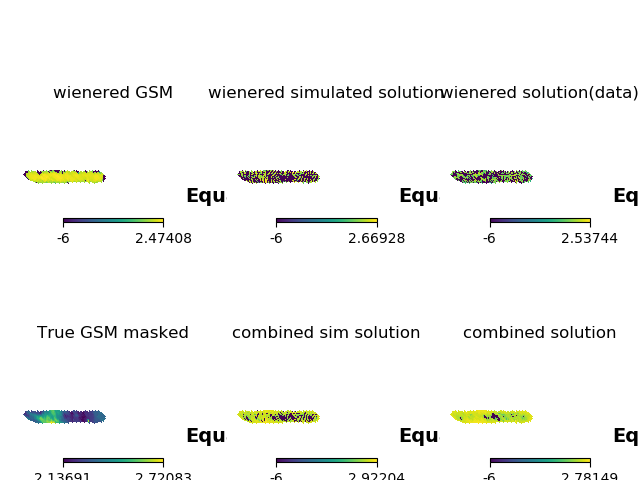 wienered GSM
wienered simulated solution
wienered solution(data)
Equ
Equ
Eq
-6 2.47408
-6 2.66928
-6 2.53744
True GSM masked
combined sim solution
combined solution
Equ
Equ
Eq
2.13691 2.72083
-6 2.92204
-6 2.78149